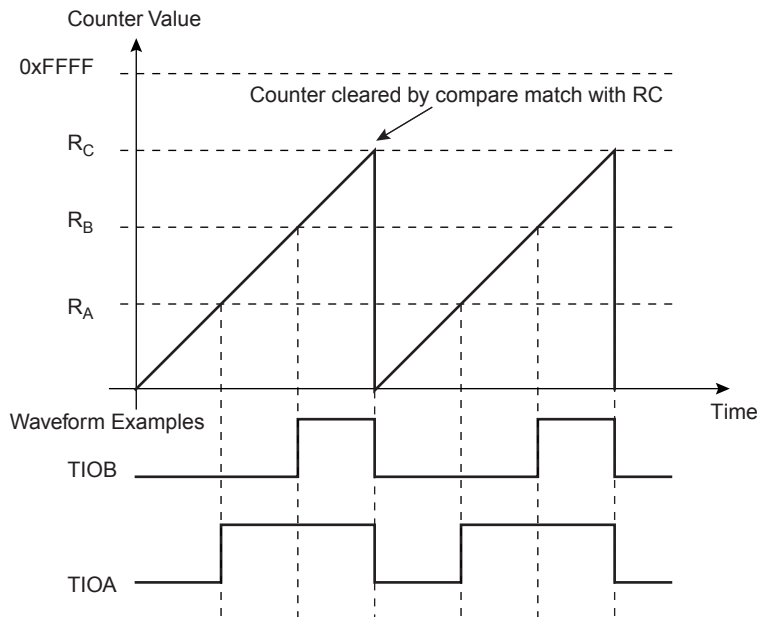 Counter Value
0xFFFF
Counter cleared by compare match with RC
RC
RB
RA
Time
Waveform Examples
TIOB
TIOA